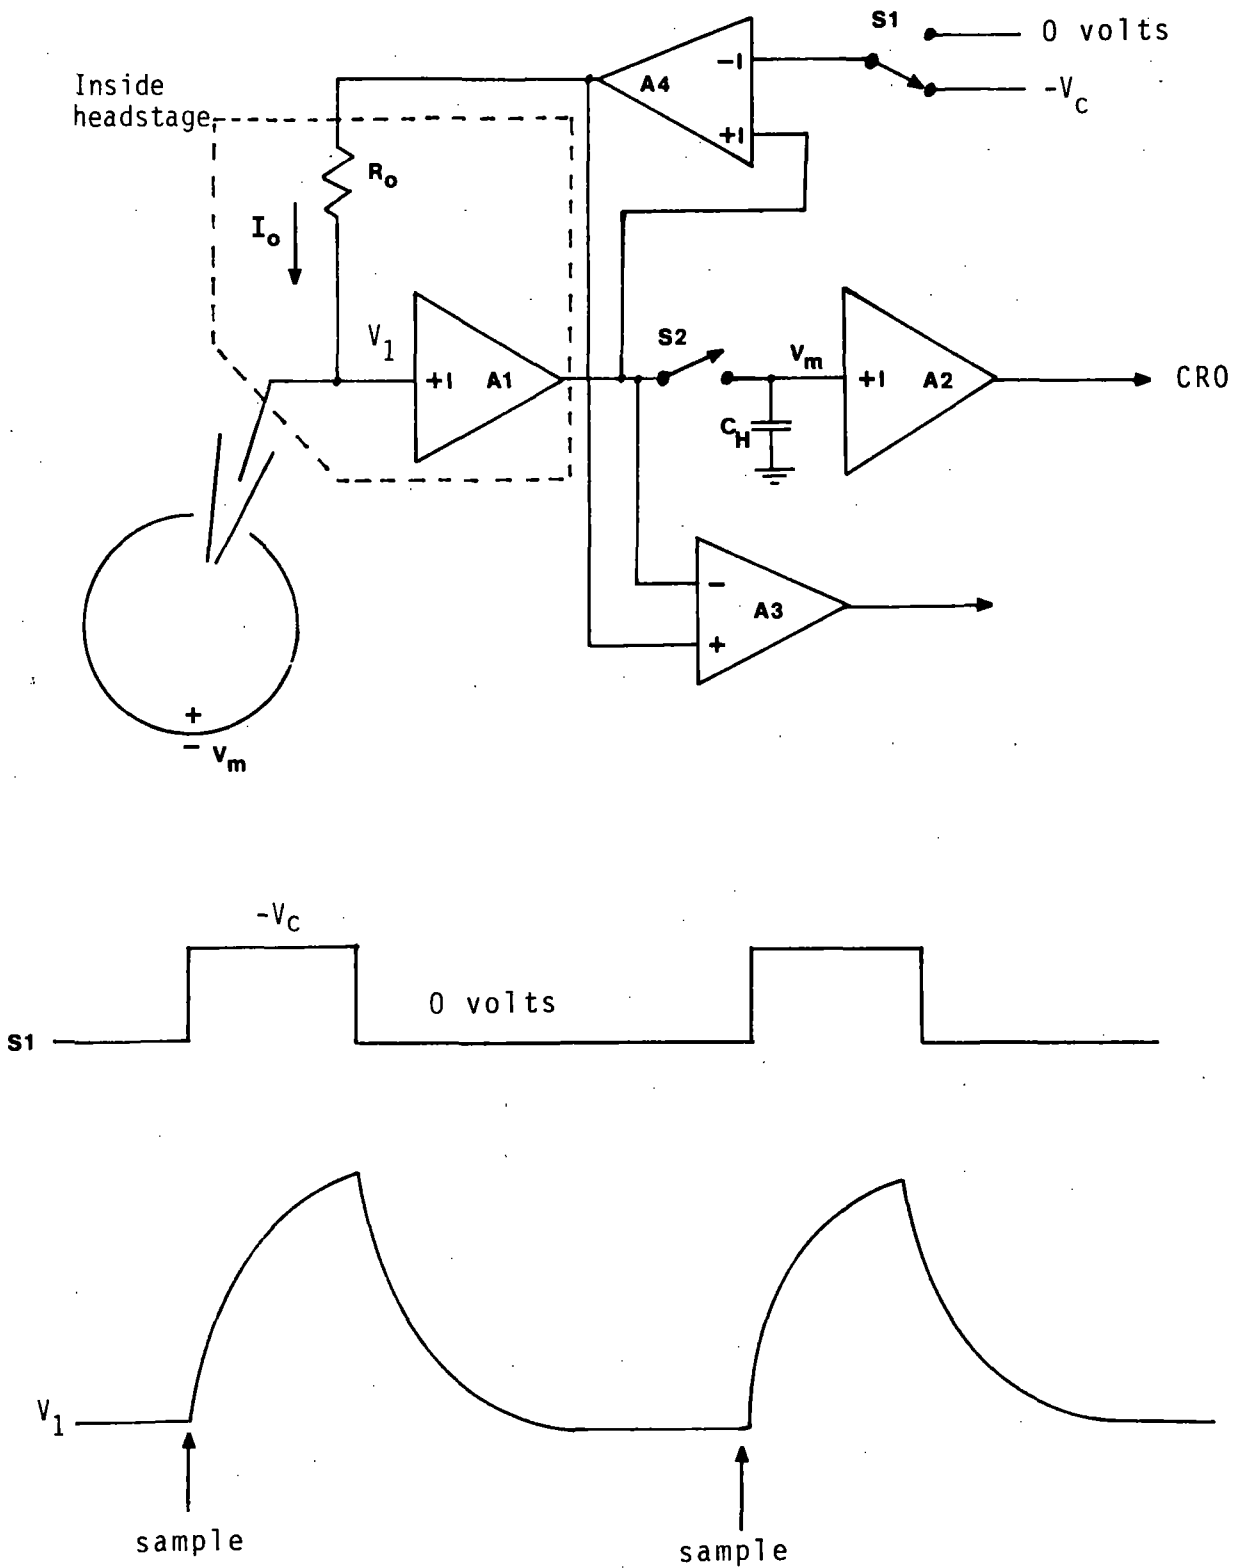 S1
0 volts
-Vc
A4
-1
+1
Inside
headstage
Ro
Io
V1
+1
A1
S2
Vm
+1
A2
CRO
CH
-
A3
+
+
- Vm
-Vc
0 volts
S1
V1
sample
sample